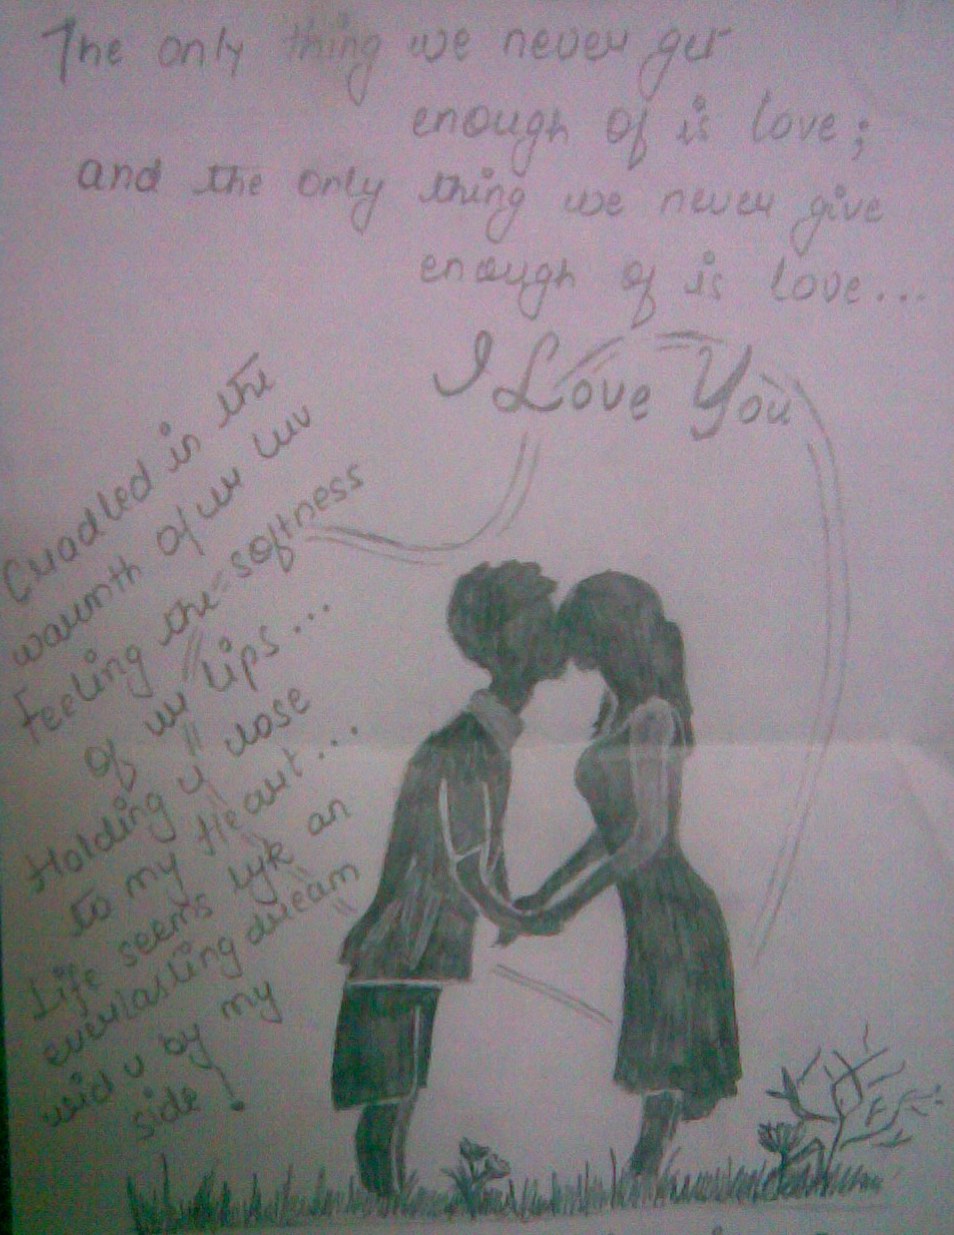 The only thing we never get
enough of is love;
and the only thing we never give
enough of is love...
I Love You
Cradled in the
warmth of ur luv
Feeling the softness
of ur lips...
Holding u close
to my Heart...
Life seems lyk an
everlasting dream
wid u by my
side!